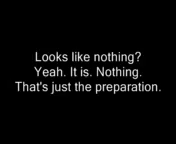 Looks like nothing?
Yeah. It is. Nothing.
That's just the preparation.